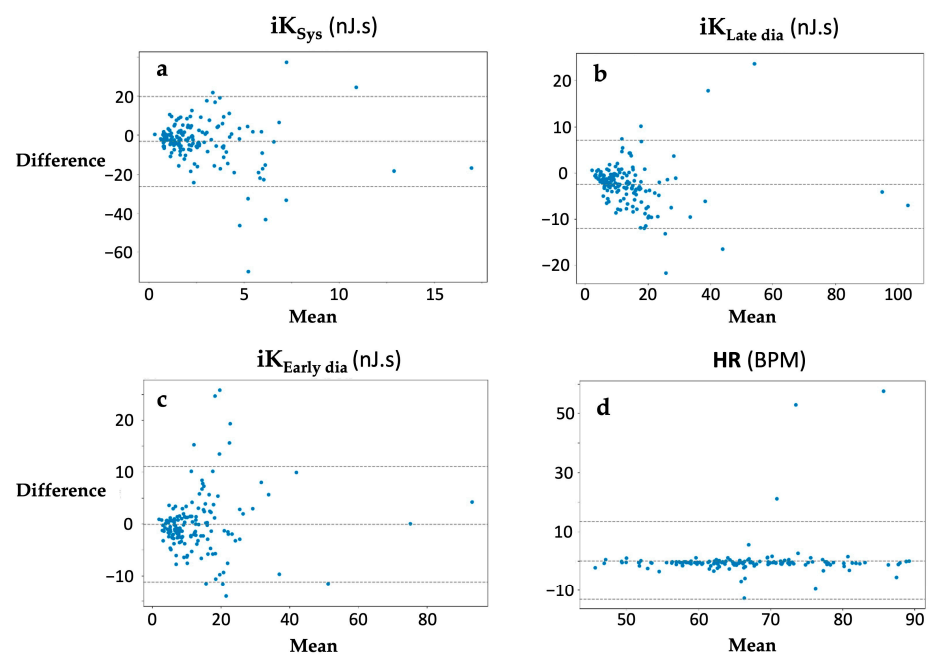 iKSys (nJ.s)
a
20
0
−20
−40
−60
Difference
0 5 10 15
Mean
iKLate dia (nJ.s)
b
20
10
0
−10
−20
0 20 40 60 80 100
Mean
iKEarly dia (nJ.s)
c
20
10
0
−10
Difference
0 20 40 60 80
Mean
HR (BPM)
d
50
30
10
−10
50 60 70 80 90
Mean